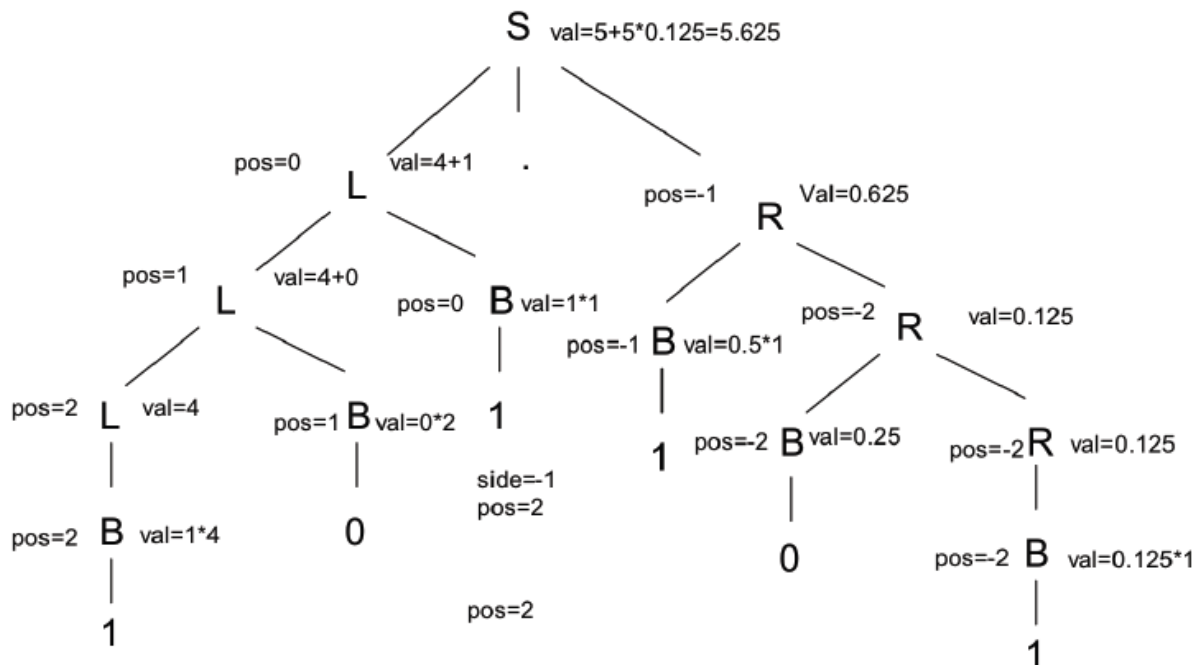 S val=5+5*0.125=5.625
pos=0 L val=4+1
.
pos=-1 R Val=0.625
pos=1 L val=4+0
pos=0 B val=1*1
pos=-2 R val=0.125
pos=-1 B val=0.5*1
pos=2 L val=4
pos=1 B val=0*2
1
1
pos=-2 B val=0.25
pos=-2 R val=0.125
side=-1
pos=2
pos=2 B val=1*4
0
0
pos=-2 B val=0.125*1
pos=2
1
1